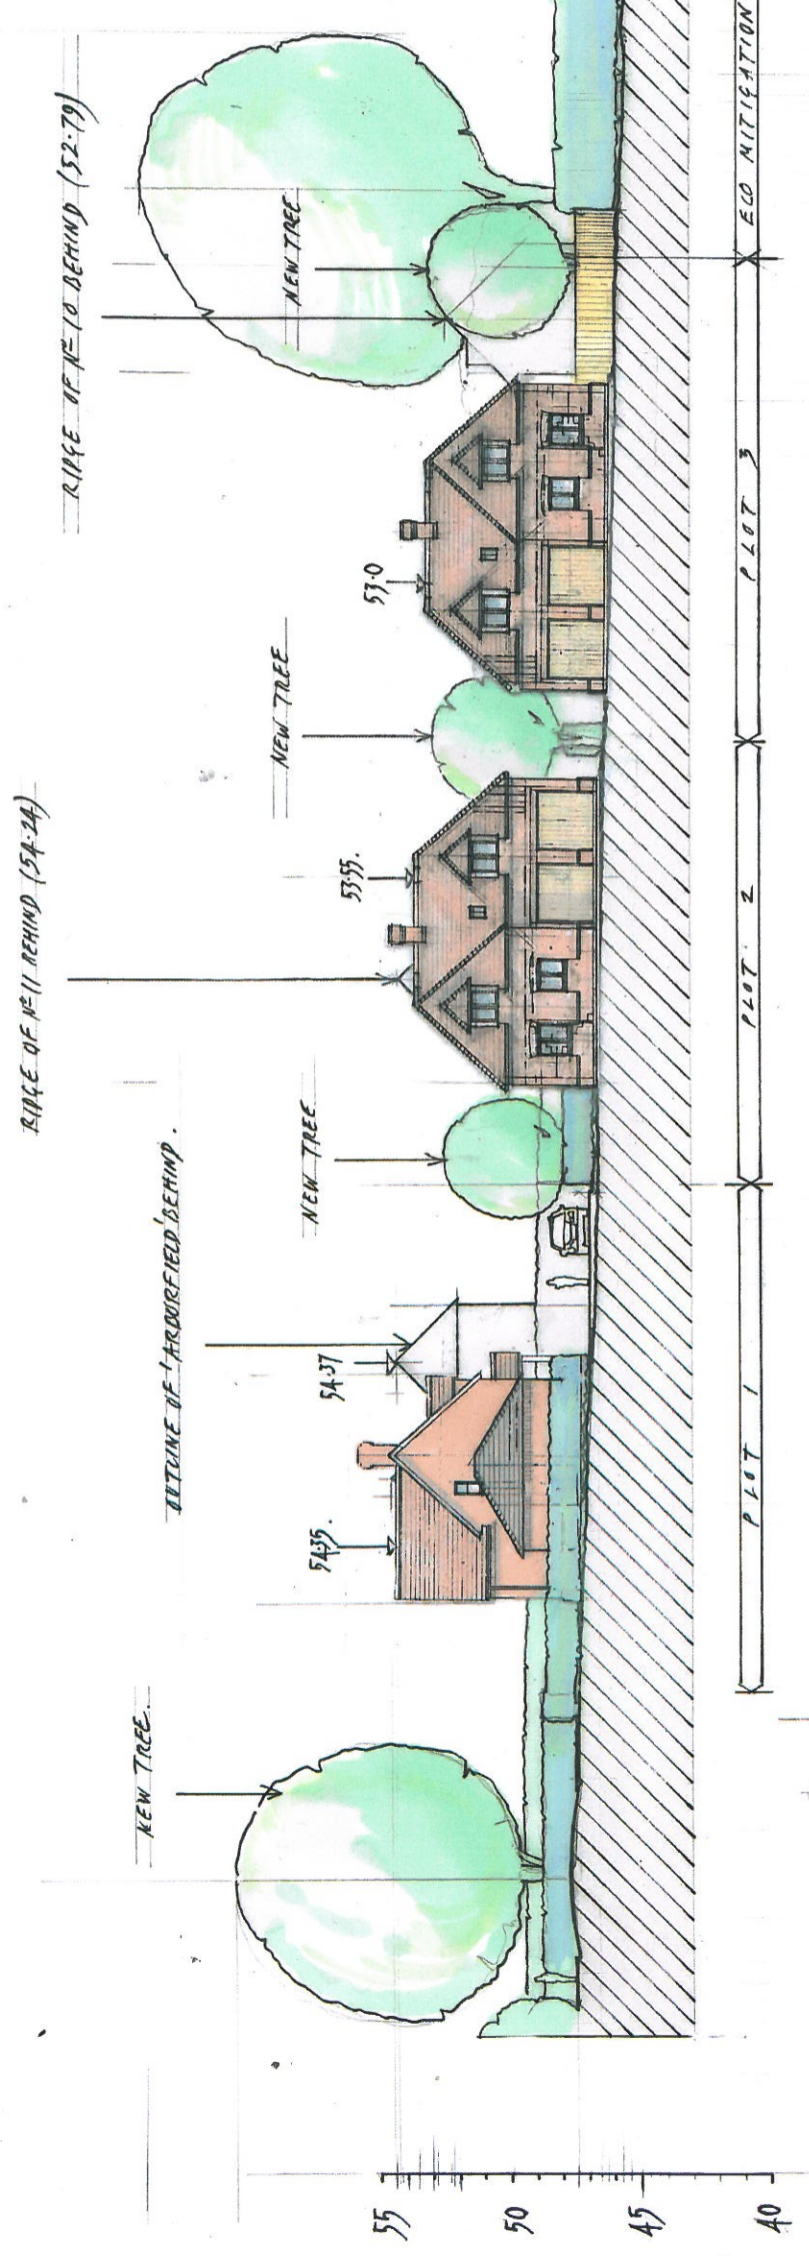 NEW TREE.
OUTLINE OF 'ARDURFIELD' BEHIND.
RIDGE OF Nº 11 BEHIND (54.24)
RIDGE OF Nº 10 BEHIND (52.79)
54.35.
54.37
NEW TREE
53.55.
NEW TREE
53.0
NEW TREE
55
50
45
40
PLOT 1
PLOT 2
PLOT 3
ECO MITIGATION